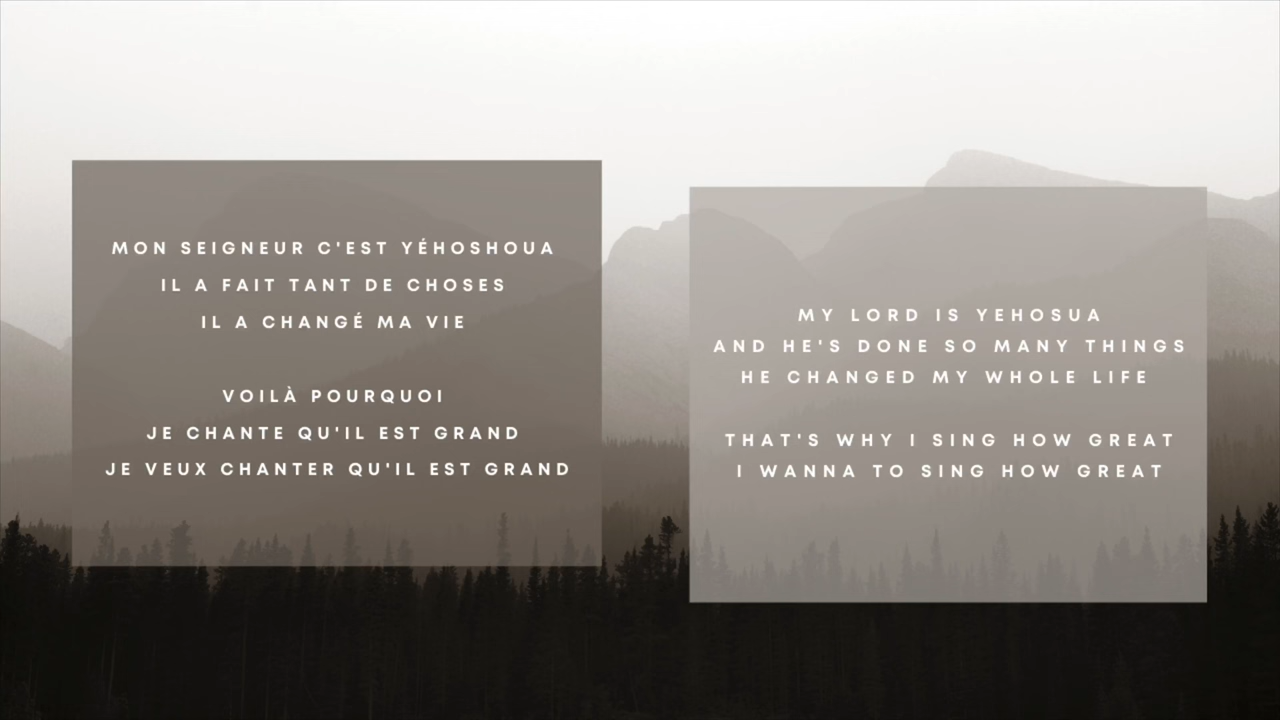 MON SEIGNEUR C'EST YÉHOSHOUA
IL A FAIT TANT DE CHOSES
IL A CHANGÉ MA VIE
VOILÀ POURQUOI
JE CHANTE QU'IL EST GRAND
JE VEUX CHANTER QU'IL EST GRAND
MY LORD IS YEHOSUA
AND HE'S DONE SO MANY THINGS
HE CHANGED MY WHOLE LIFE
THAT'S WHY I SING HOW GREAT
I WANNA TO SING HOW GREAT